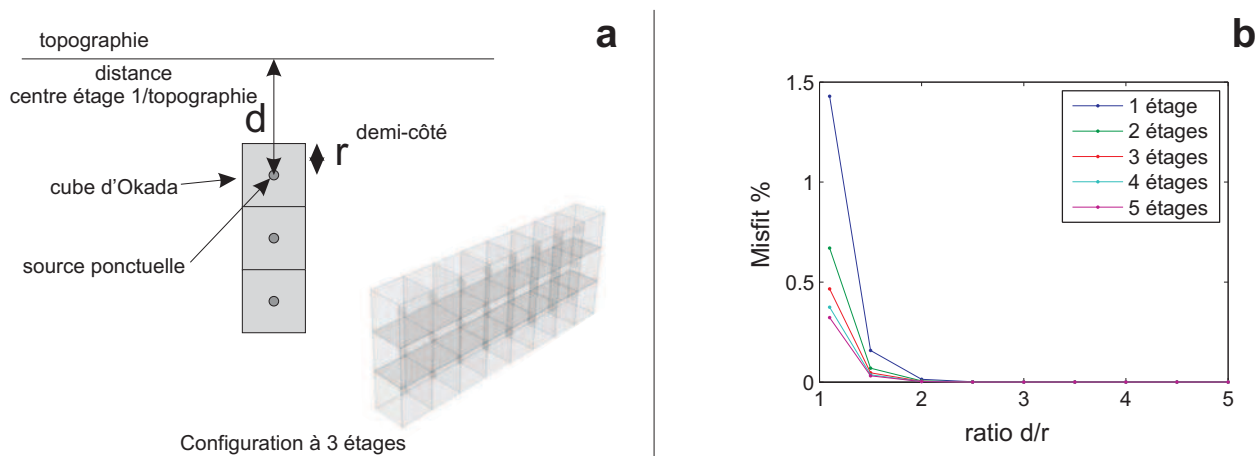 a
topographie
distance
centre étage 1/topographie
d
r
demi-côté
cube d'Okada
source ponctuelle
Configuration à 3 étages
b
1.5
1
0.5
0
Misfit %
1 étage
2 étages
3 étages
4 étages
5 étages
1 2 3 4 5
ratio d/r